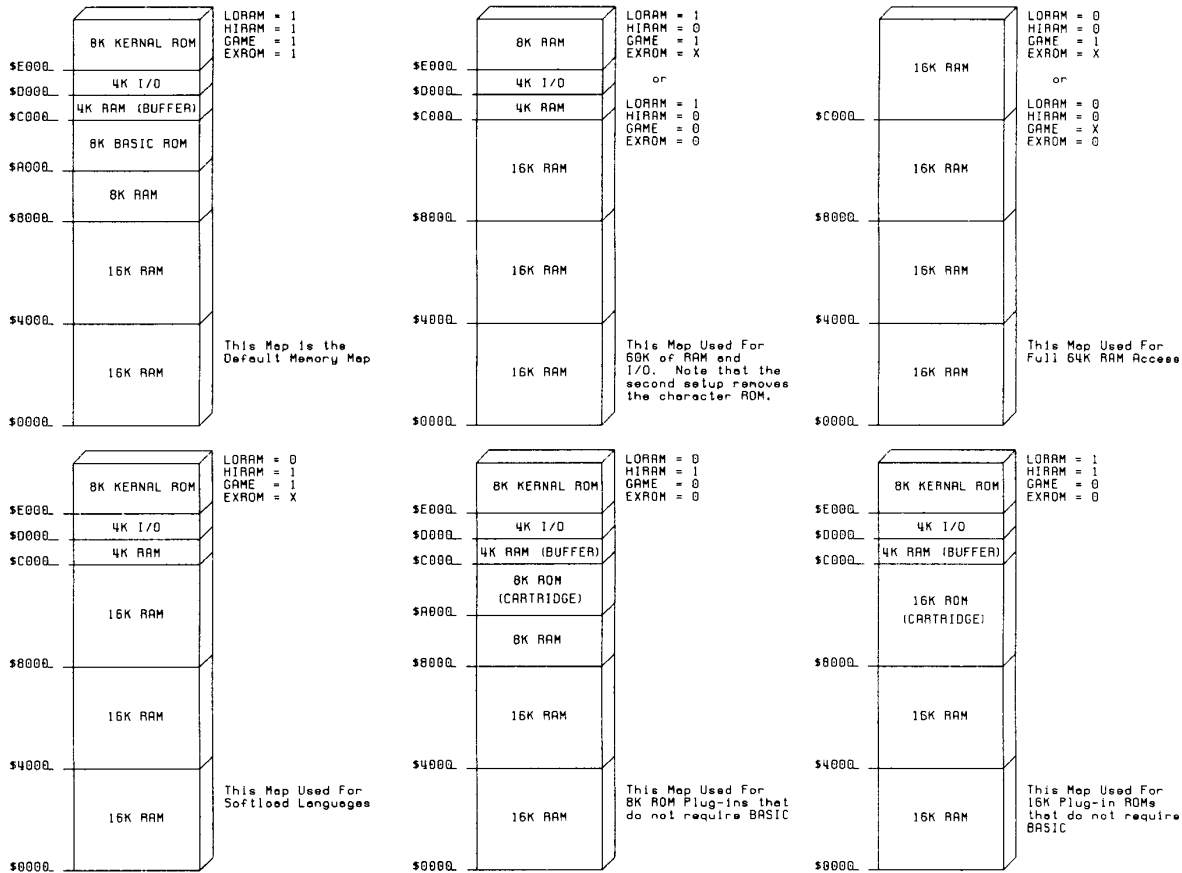 LORAM = 1
HIRAM = 1
GAME = 1
EXROM = 1
8K KERNAL ROM
$E000
4K I/O
$D000
4K RAM (BUFFER)
$C000
8K BASIC ROM
$A000
8K RAM
$8000
16K RAM
$4000
This Map is the
Default Memory Map
16K RAM
$0000
LORAM = 1
HIRAM = 0
GAME = 1
EXROM = X
or
LORAM = 1
HIRAM = 0
GAME = 0
EXROM = 0
8K RAM
$E000
4K I/O
$D000
4K RAM
$C000
16K RAM
$8000
16K RAM
$4000
This Map Used For
60K of RAM and
I/O. Note that the
second setup removes
the character ROM.
16K RAM
$0000
LORAM = 0
HIRAM = 0
GAME = 1
EXROM = X
or
LORAM = 0
HIRAM = 0
GAME = X
EXROM = 0
16K RAM
$C000
16K RAM
$8000
16K RAM
$4000
This Map Used For
Full 64K RAM Access
16K RAM
$0000
LORAM = 0
HIRAM = 1
GAME = 1
EXROM = X
8K KERNAL ROM
$E000
4K I/O
$D000
4K RAM
$C000
16K RAM
$8000
16K RAM
$4000
This Map Used For
Softload Languages
16K RAM
$0000
LORAM = 0
HIRAM = 1
GAME = 0
EXROM = 0
8K KERNAL ROM
$E000
4K I/O
$D000
4K RAM (BUFFER)
$C000
8K ROM
(CARTRIDGE)
$A000
8K RAM
$8000
16K RAM
$4000
This Map Used For
8K ROM Plug-ins that
do not require BASIC
16K RAM
$0000
LORAM = 1
HIRAM = 1
GAME = 0
EXROM = 0
8K KERNAL ROM
$E000
4K I/O
$D000
4K RAM (BUFFER)
$C000
16K ROM
(CARTRIDGE)
$8000
16K RAM
$4000
This Map Used For
16K Plug-in ROMs
that do not require
BASIC
16K RAM
$0000